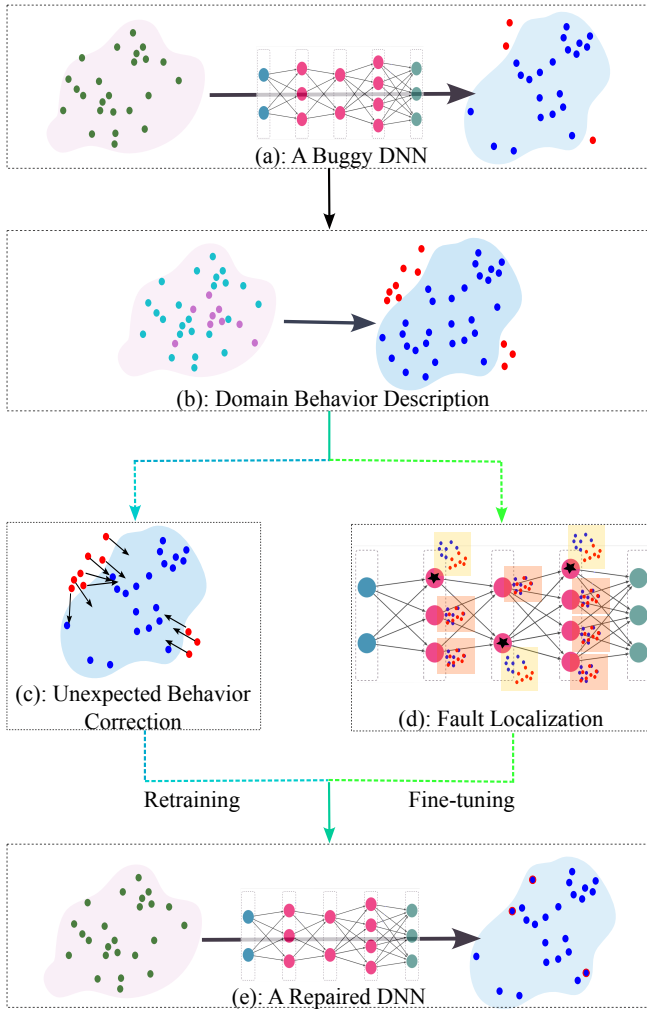 (a): A Buggy DNN
(b): Domain Behavior Description
(c): Unexpected Behavior
Correction
(d): Fault Localization
Retraining
Fine-tuning
(e): A Repaired DNN